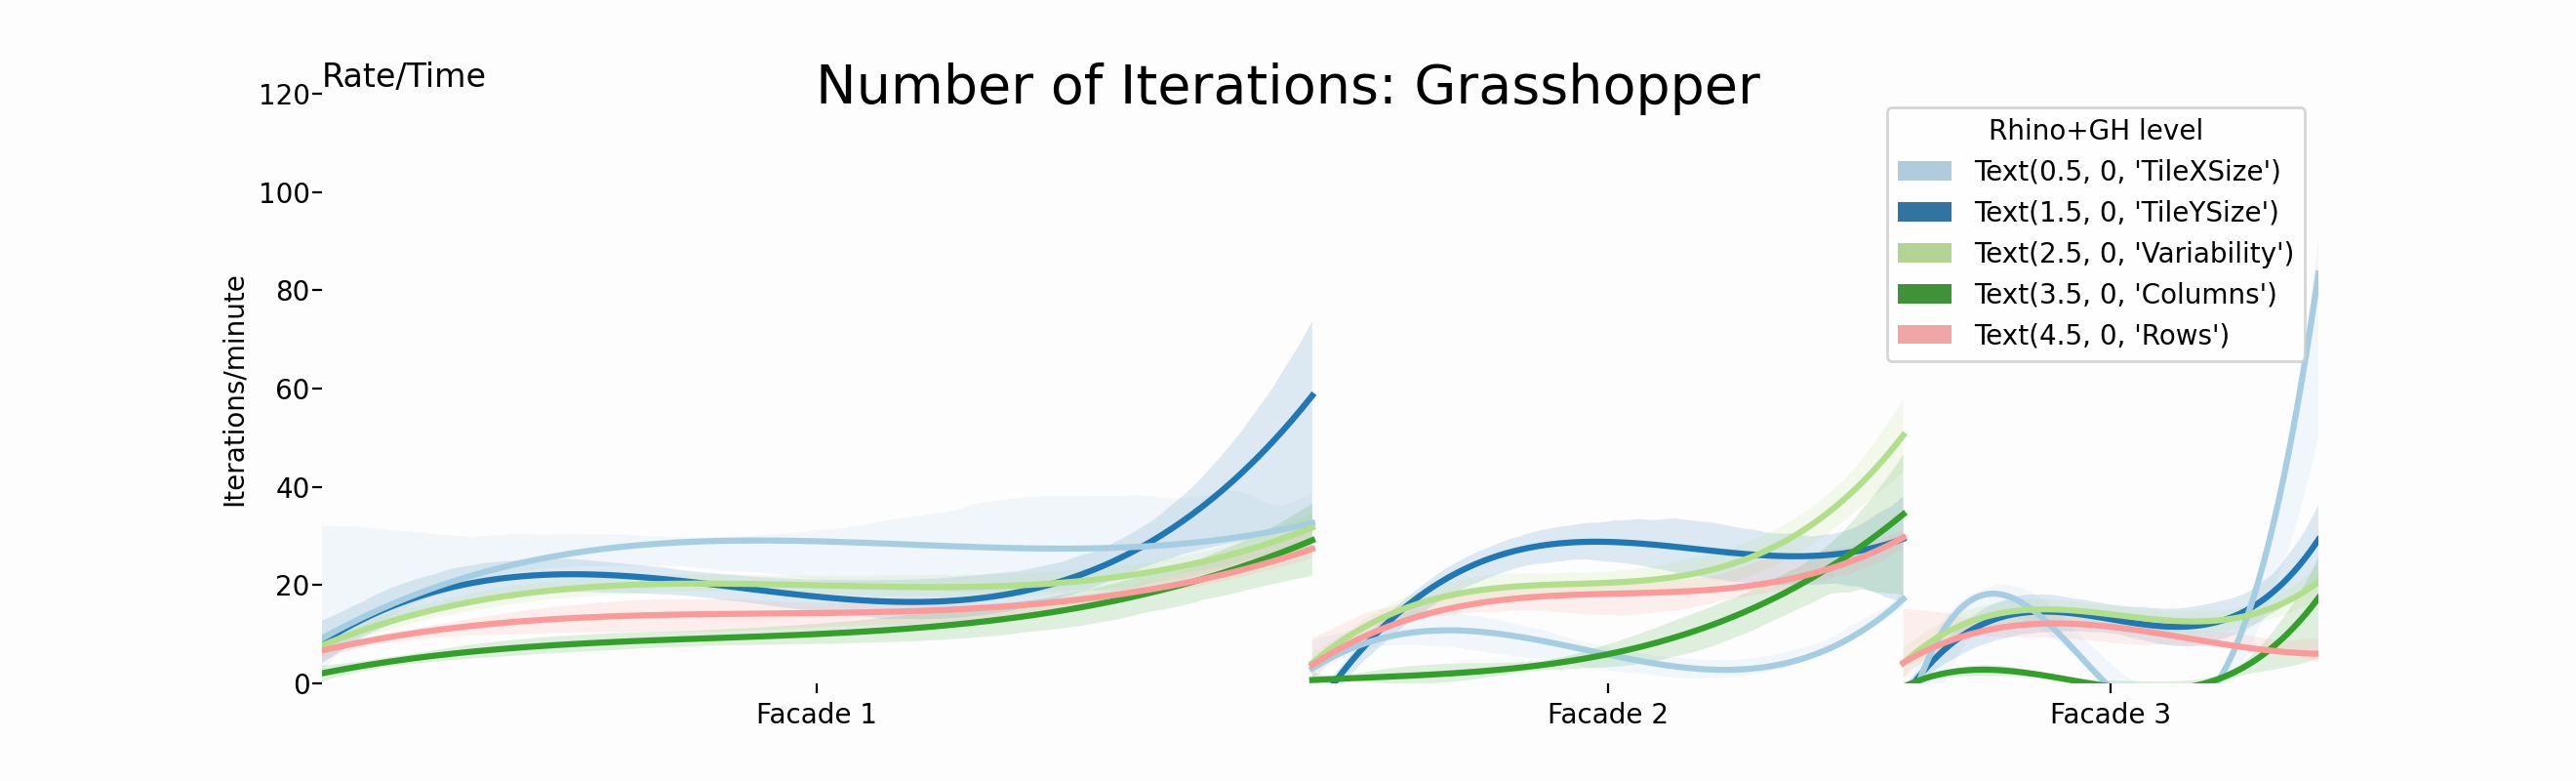 Rate/Time
Number of Iterations: Grasshopper
120
100
80
60
40
20
0
Iterations/minute
Rhino+GH level
Text(0.5, 0, 'TileXSize')
Text(1.5, 0, 'TileYSize')
Text(2.5, 0, 'Variability')
Text(3.5, 0, 'Columns')
Text(4.5, 0, 'Rows')
Facade 1
Facade 2
Facade 3